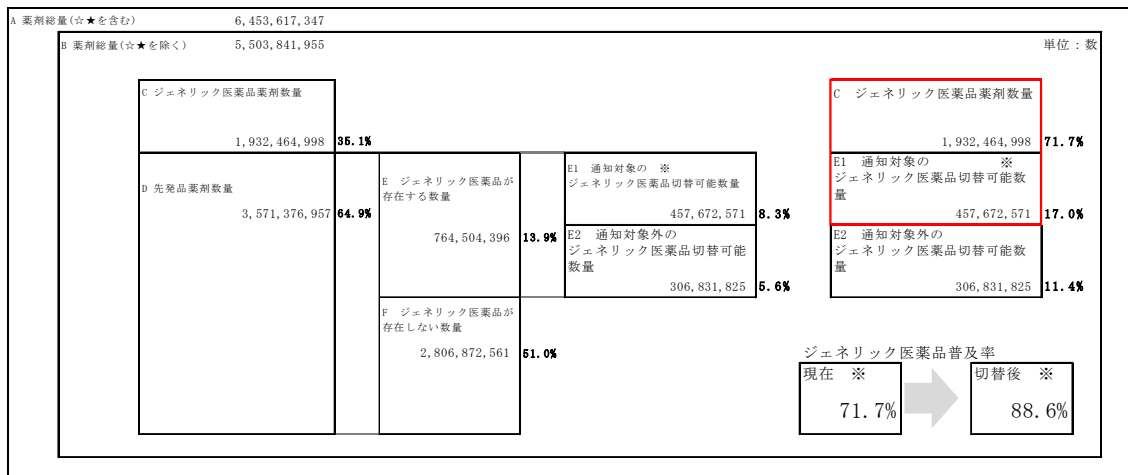 A 薬剤総量(☆★を含む) 6,453,617,347
B 薬剤総量(☆★を除く) 5,503,841,955
単位：数
C ジェネリック医薬品薬剤数量
1,932,464,998 35.1%
D 先発品薬剤数量
3,571,376,957 64.9%
E ジェネリック医薬品が
存在する数量
764,504,396 13.9%
F ジェネリック医薬品が
存在しない数量
2,806,872,561 51.0%
E1 通知対象の ※
ジェネリック医薬品切替可能数量
457,672,571 8.3%
E2 通知対象外の
ジェネリック医薬品切替可能
数量
306,831,825 5.6%
C ジェネリック医薬品薬剤数量
1,932,464,998 71.7%
E1 通知対象の ※
ジェネリック医薬品切替可能数
量
457,672,571 17.0%
E2 通知対象外の
ジェネリック医薬品切替可能数
量
306,831,825 11.4%
ジェネリック医薬品普及率
現在 ※
71.7%
切替後 ※
88.6%